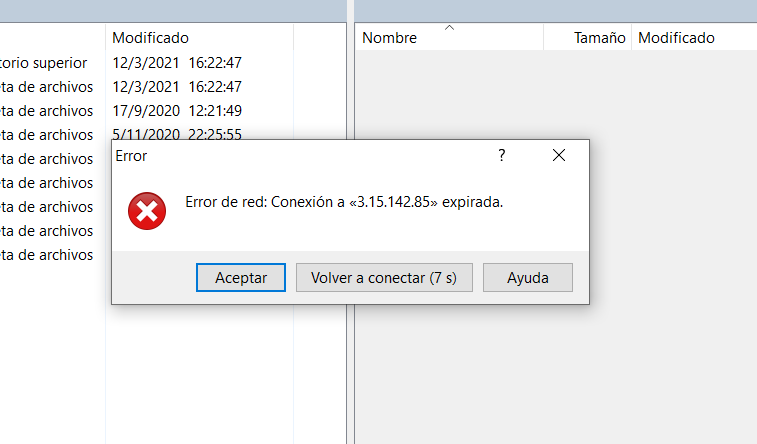 Modificado
Nombre
Tamaño
Modificado
torio superior 12/3/2021 16:22:47
ta de archivos 12/3/2021 16:22:47
ta de archivos 17/9/2020 12:21:49
ta de archivos 5/11/2020 22:25:55
ta de archivos
ta de archivos
ta de archivos
ta de archivos
ta de archivos
Error
?
Error de red: Conexión a «3.15.142.85» expirada.
Aceptar
Volver a conectar (7 s)
Ayuda